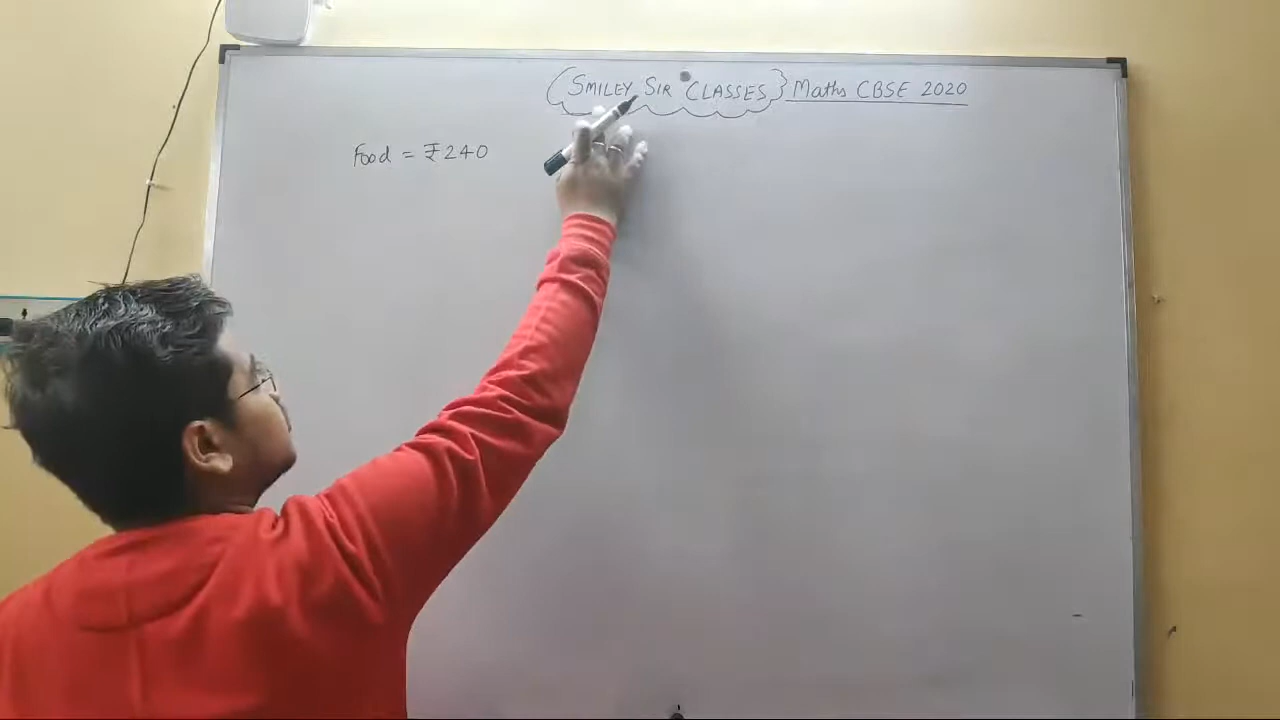 SMILEY SIR CLASSES Maths CBSE 2020
Food = ₹240